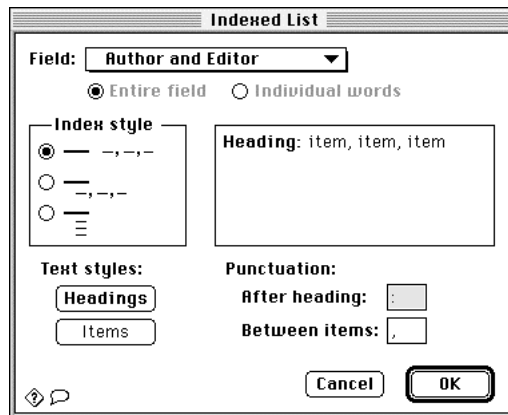 Indexed List
Field: Author and Editor
Entire field Individual words
Index style
Heading: item, item, item
Text styles:
Headings
Items
Punctuation:
After heading: :
Between items: ,
Cancel OK
?